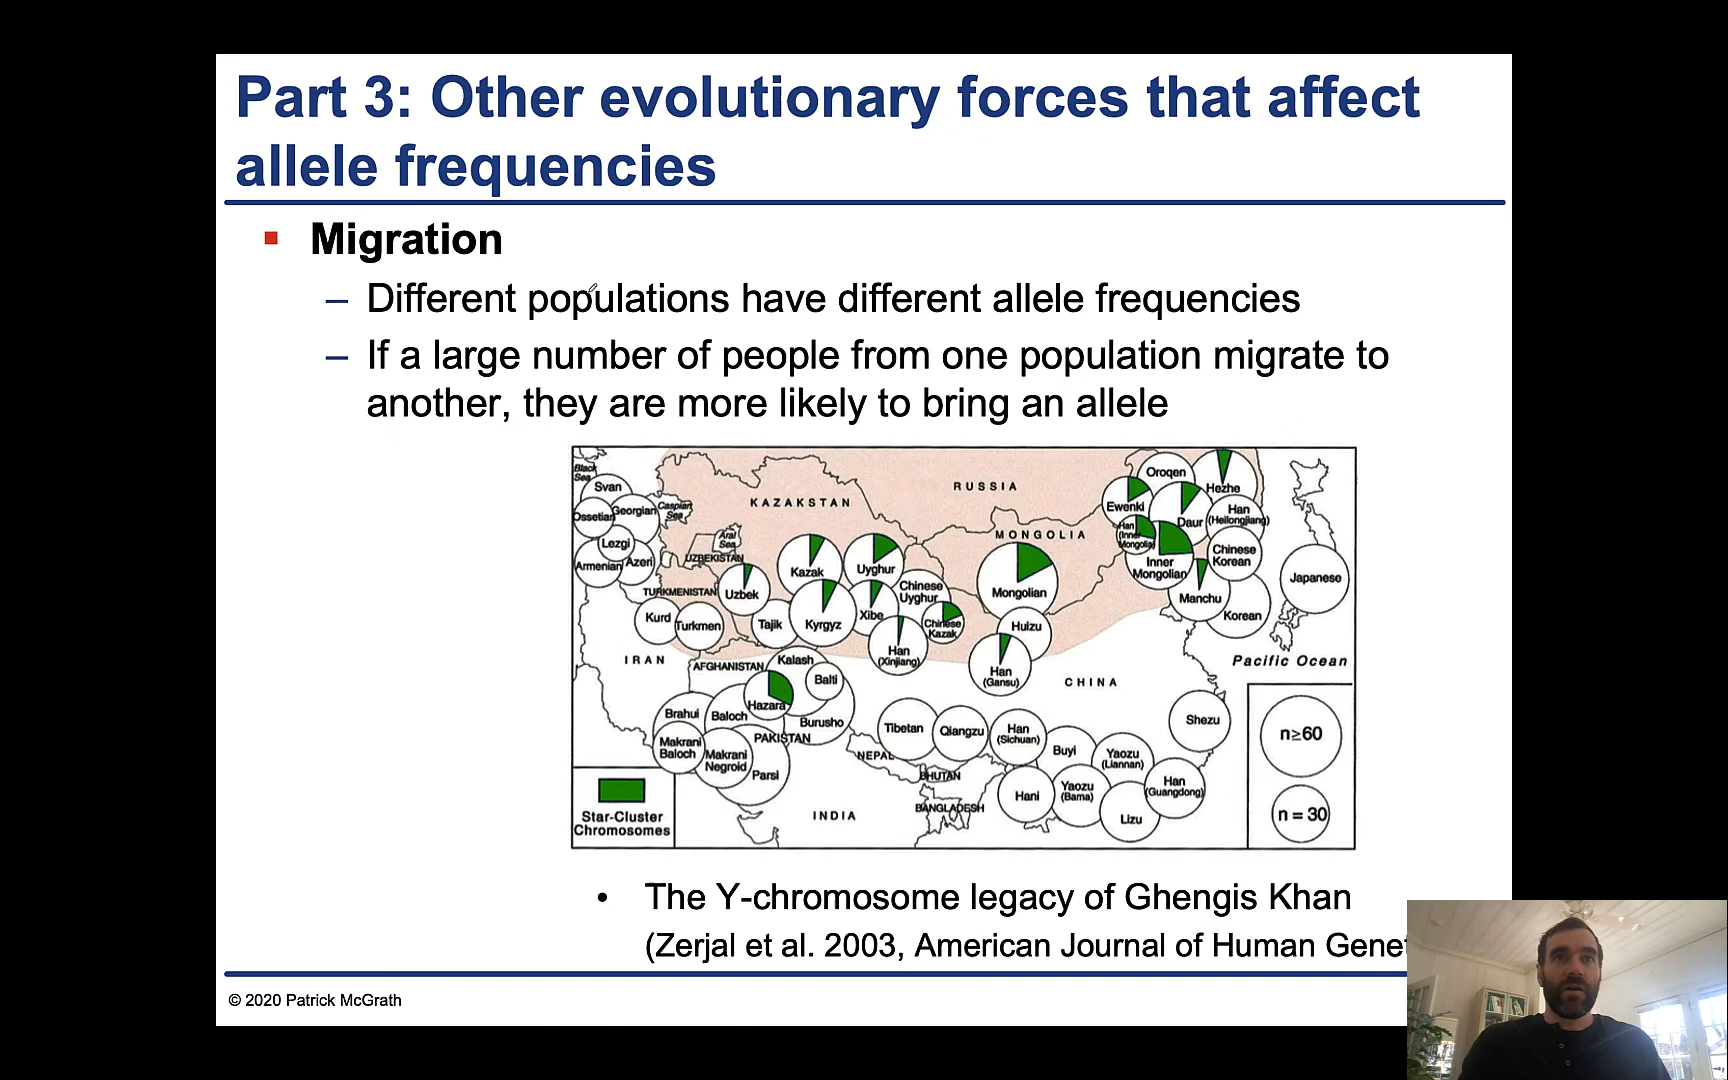 Part 3: Other evolutionary forces that affect
allele frequencies
Migration
– Different populations have different allele frequencies
– If a large number of people from one population migrate to
another, they are more likely to bring an allele
Black
Sea
Svan
Ossetian
Georgian
Caspian
Sea
Lezgi
Armenian
Azeri
KAZAKSTAN
RUSSIA
MONGOLIA
Aral
Sea
UZBEKISTAN
TURKMENISTAN
Uzbek
Kazak
Uyghur
Chinese
Uyghur
Kurd
Turkmen
Tajik
Kyrgyz
Xibe
Chinese
Kazak
Han
(Xinjiang)
Mongolian
Huizu
Han
(Gansu)
Oroqen
Hezhe
Ewenki
Daur
Han
(Heilongjiang)
Han
(Inner
Mongolia)
Inner
Mongolian
Chinese
Korean
Manchu
Korean
Japanese
Pacific Ocean
IRAN
AFGHANISTAN
Kalash
Balti
Hazara
Burusho
Brahui
Baloch
PAKISTAN
Makrani
Baloch
Makrani
Negroid
Parsi
CHINA
Tibetan
Qiangzu
Han
(Sichuan)
Buyi
Yaozu
(Liannan)
Shezu
NEPAL
BHUTAN
BANGLADESH
INDIA
Hani
Yaozu
(Bama)
Lizu
Han
(Guangdong)
n≥60
n = 30
Star-Cluster
Chromosomes
• The Y-chromosome legacy of Ghengis Khan
(Zerjal et al. 2003, American Journal of Human Genet
© 2020 Patrick McGrath